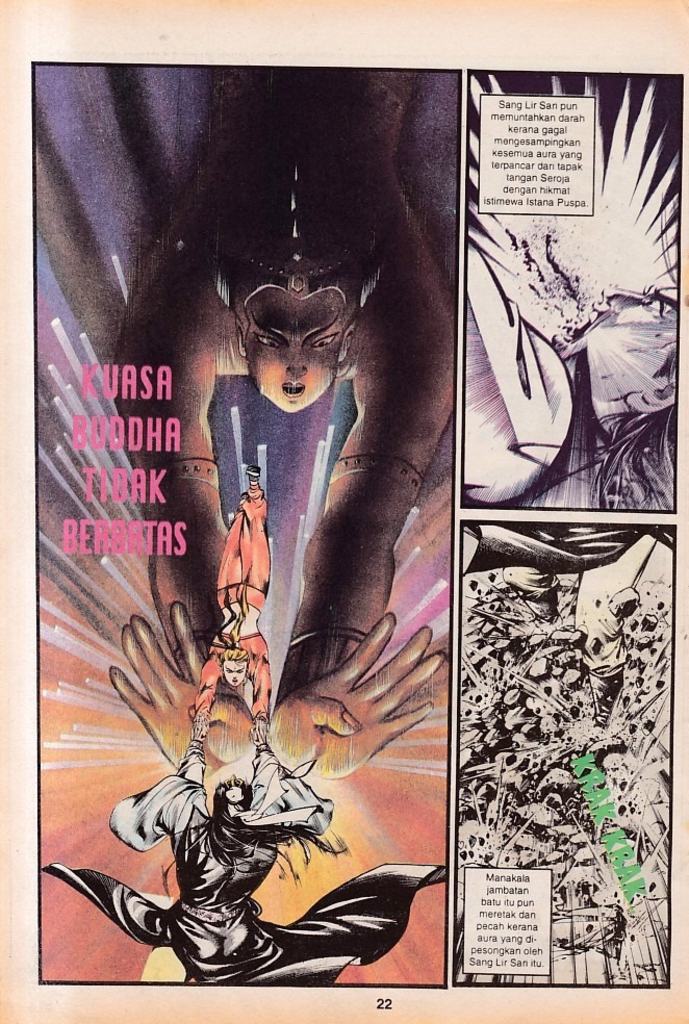 KUASA
BUDDHA
TIDAK
BERBATAS
Sang Lir Sari pun
memuntahkan darah
kerana gagal
mengesampingkan
kesemua aura yang
terpancar dari tapak
tangan Seroja
dengan hikmat
istimewa Istana Puspa.
KRAK KRAK
Manakala
jambatan
batu itu pun
meretak dan
pecah kerana
aura yang di-
pesongkan oleh
Sang Lir Sari itu.
22